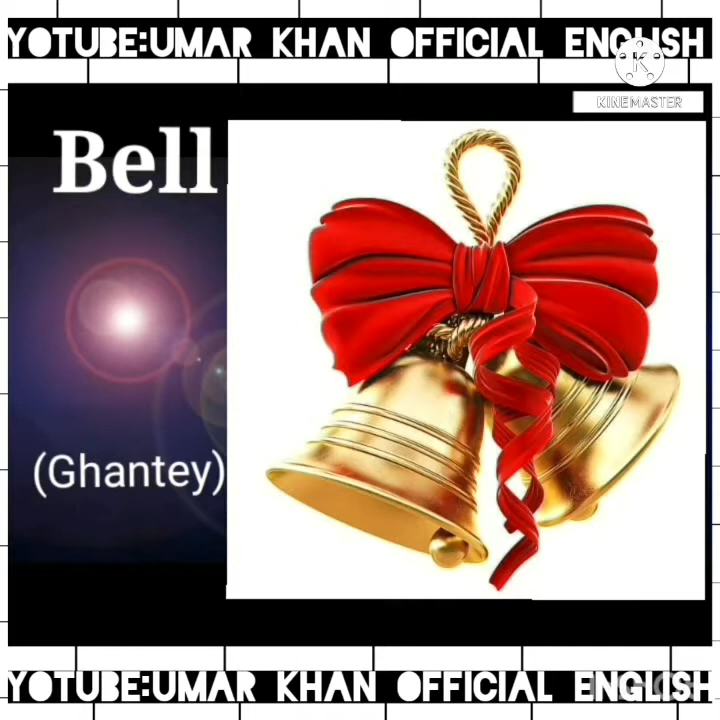 YOTUBE:UMAR KHAN OFFICIAL ENGLISH
K
KINEMASTER
Bell
(Ghantey)
YOTUBE:UMAR KHAN OFFICIAL ENGLISH